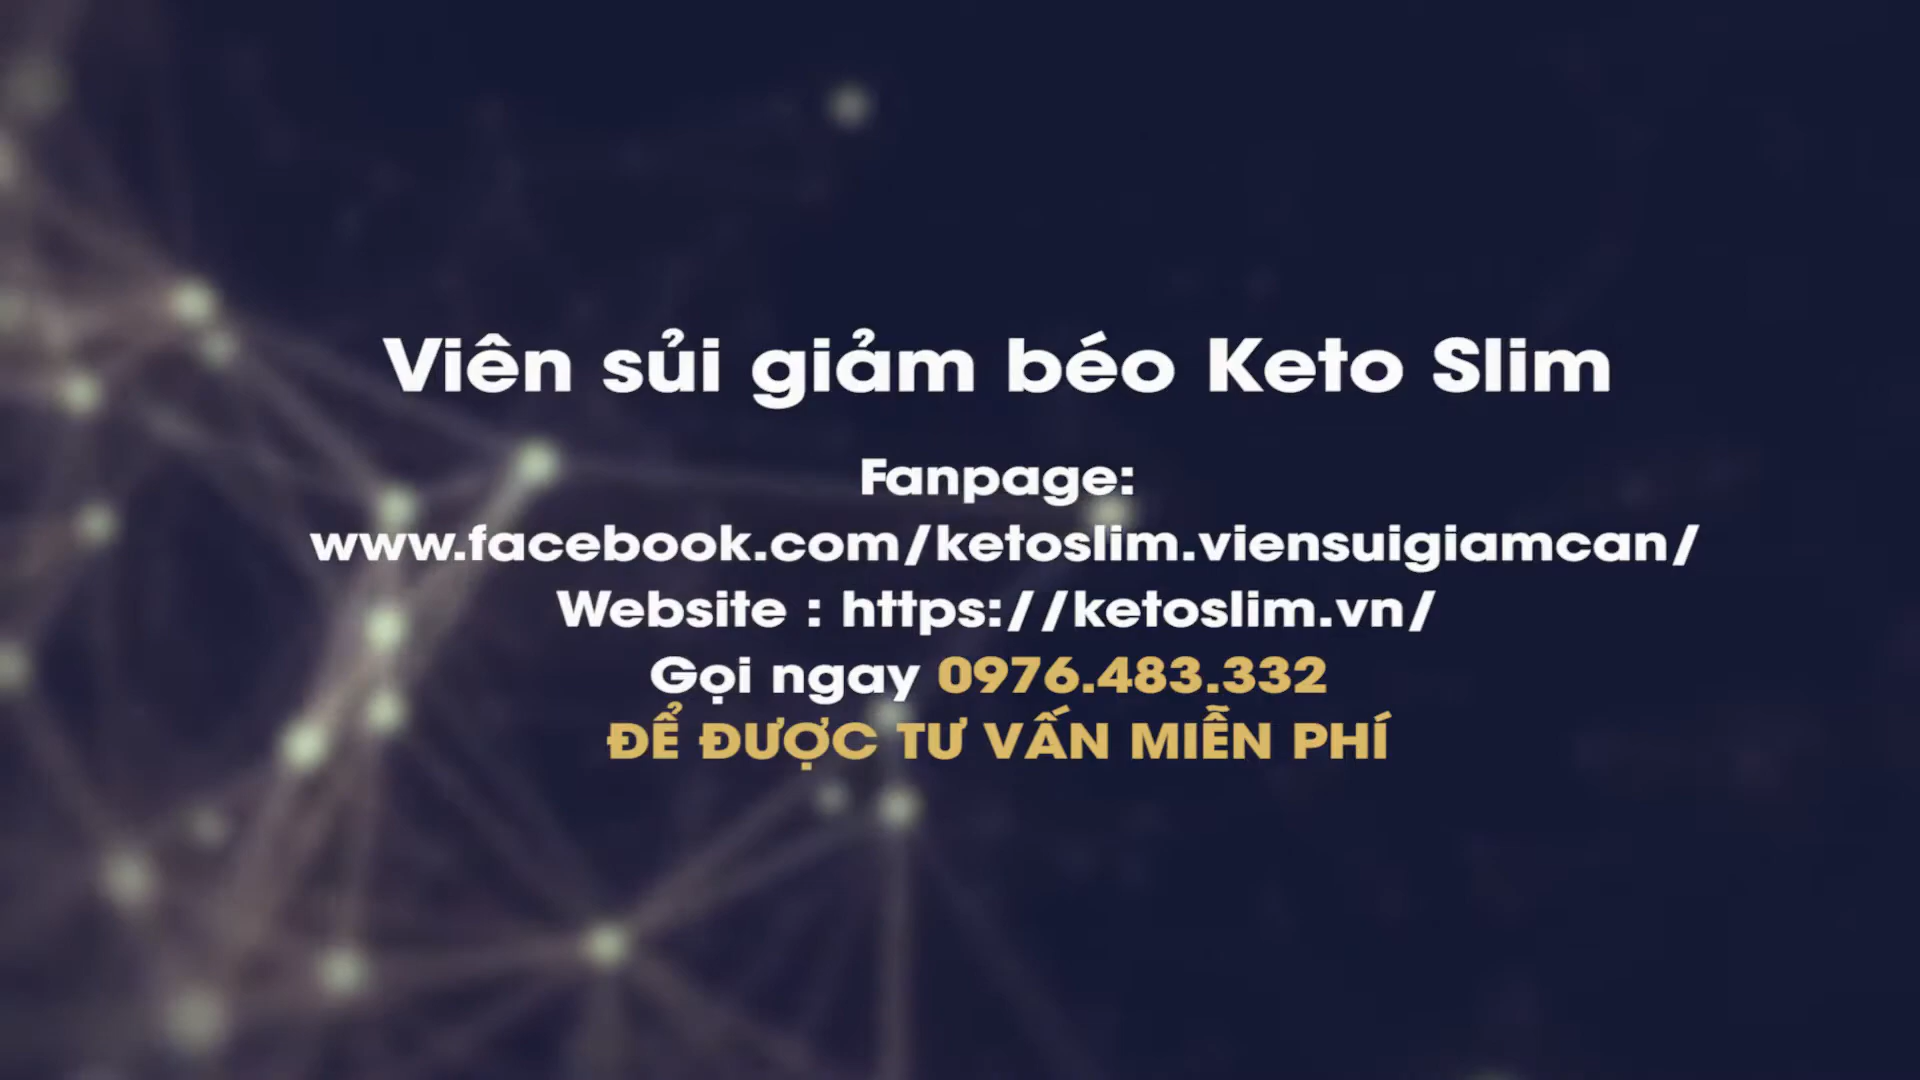 Viên sủi giảm béo Keto Slim
Fanpage:
www.facebook.com/ketoslim.viensuigiamcan/
Website : https://ketoslim.vn/
Gọi ngay 0976.483.332
ĐỂ ĐƯỢC TƯ VẤN MIỄN PHÍ